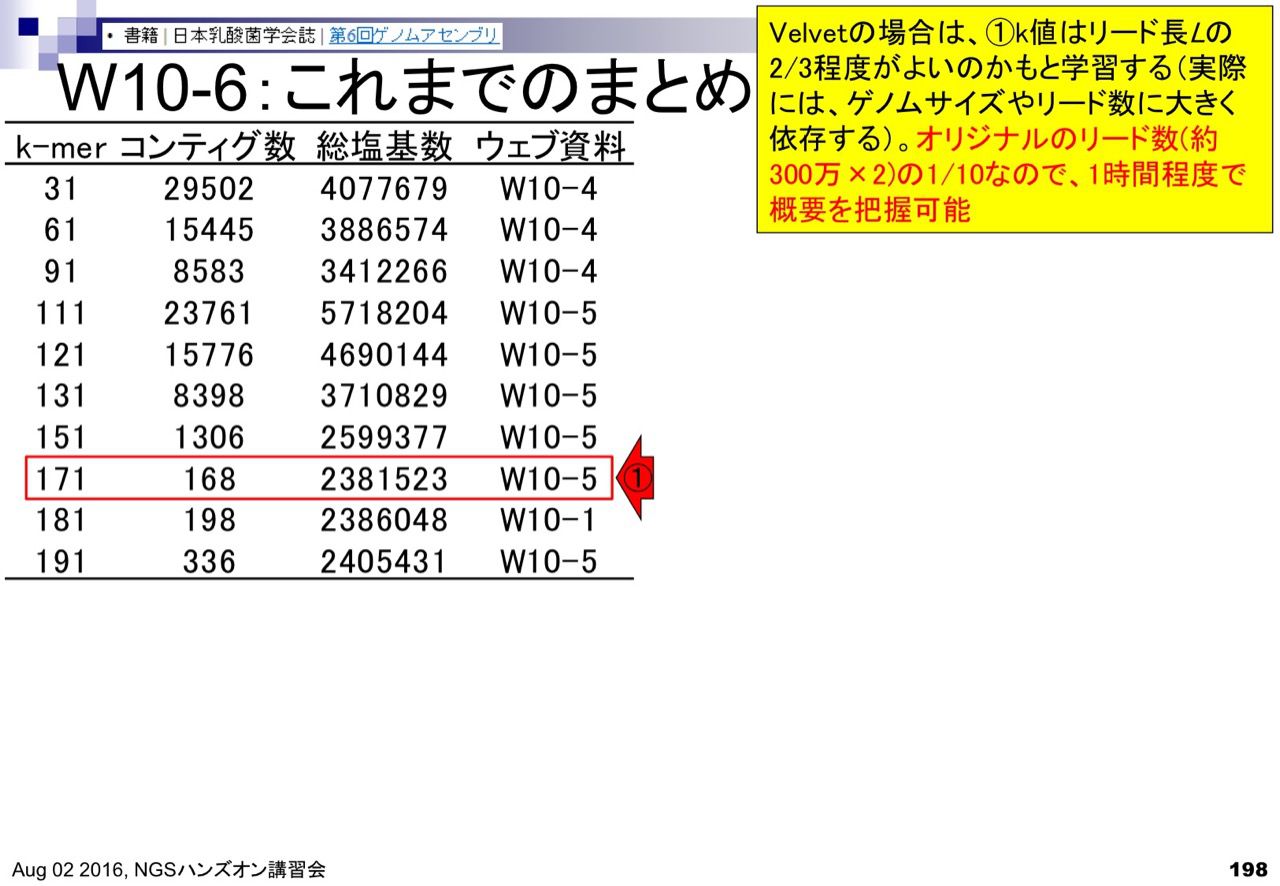 • 書籍 | 日本乳酸菌学会誌 | 第6回ゲノムアセンブリ
W10-6：これまでのまとめ
Velvetの場合は、①k値はリード長Lの
2/3程度がよいのかもと学習する（実際
には、ゲノムサイズやリード数に大きく
依存する）。オリジナルのリード数(約
300万×2)の1/10なので、1時間程度で
概要を把握可能
k-mer コンティグ数 総塩基数 ウェブ資料
31 29502 4077679 W10-4
61 15445 3886574 W10-4
91 8583 3412266 W10-4
111 23761 5718204 W10-5
121 15776 4690144 W10-5
131 8398 3710829 W10-5
151 1306 2599377 W10-5
171 168 2381523 W10-5 ①
181 198 2386048 W10-1
191 336 2405431 W10-5
Aug 02 2016, NGSハンズオン講習会
198